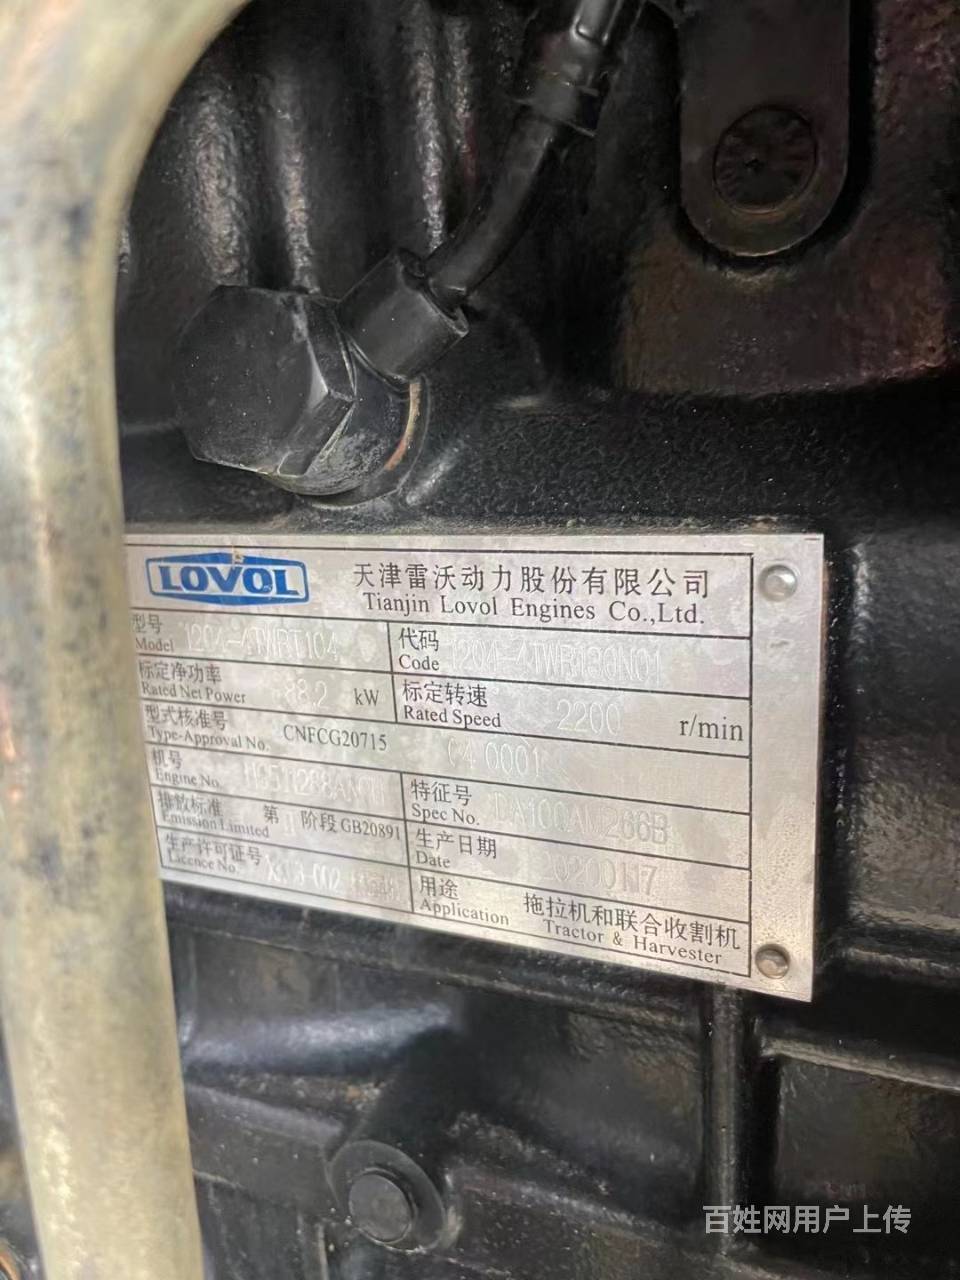 LOVOL 天津雷沃动力股份有限公司
Tianjin Lovol Engines Co.,Ltd.
型号 Model 代码 Code
标定净功率 Rated Net Power 88.2 kW 标定转速 Rated Speed 2200 r/min
型式核准号 Type-Approval No. CNFCG20715 04 0001
机号 Engine No. 特征号 Spec No.
排放标准 Emission Limited 第 阶段 GB20891 生产日期 Date 20200117
生产许可证号 Licence No. 用途 Application 拖拉机和联合收割机
Tractor & Harvester
百姓网用户上传